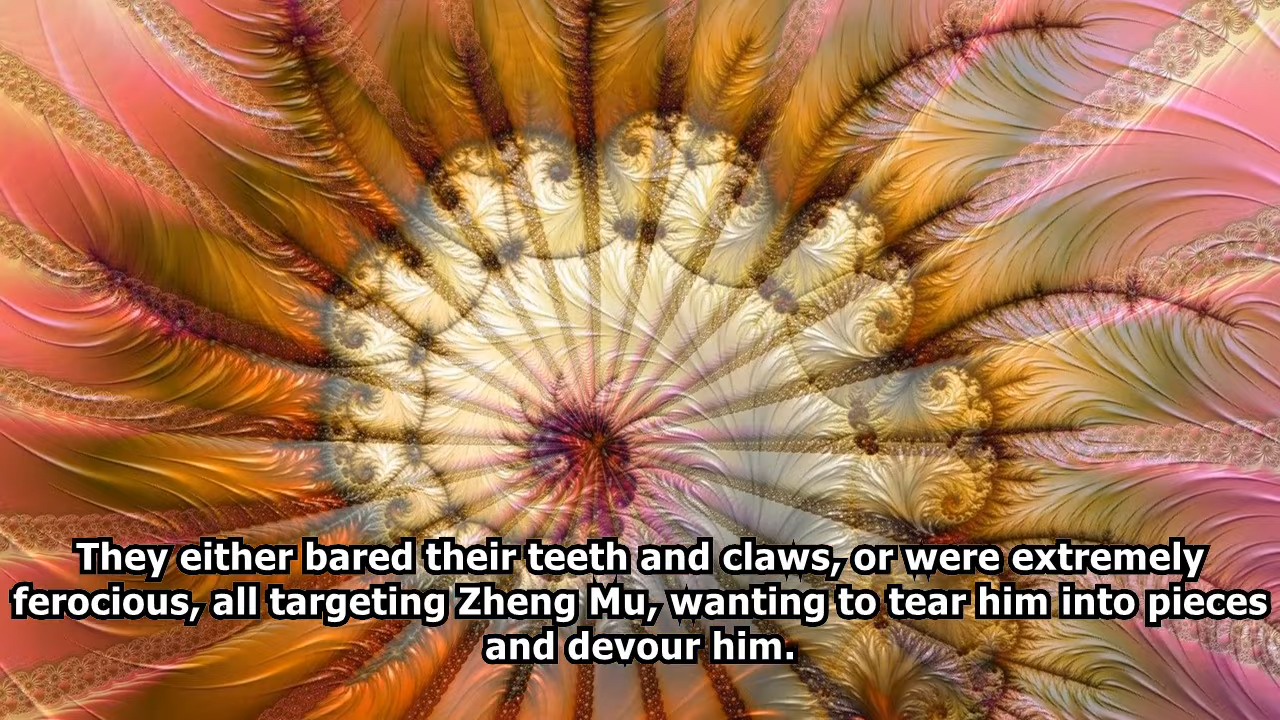 They either bared their teeth and claws, or were extremely
ferocious, all targeting Zheng Mu, wanting to tear him into pieces
and devour him.